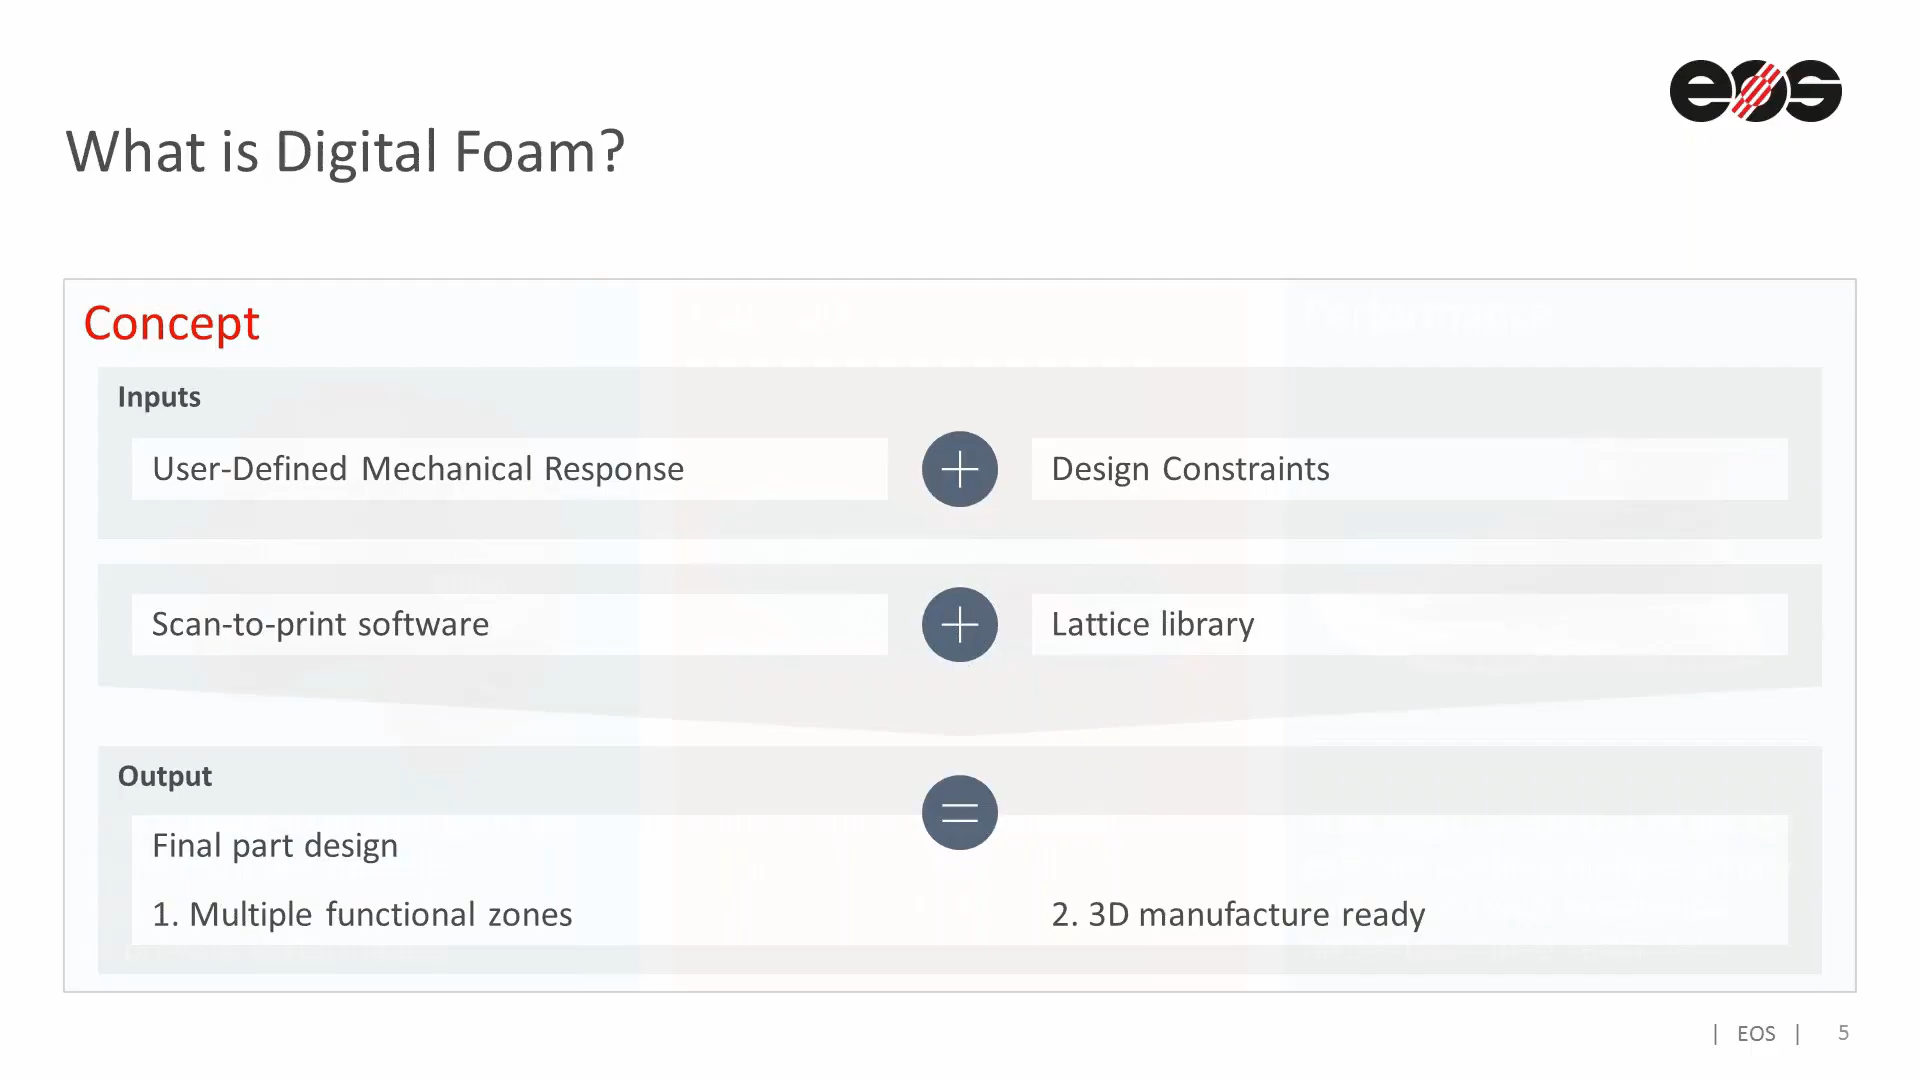 eos
What is Digital Foam?
Concept
Inputs
User-Defined Mechanical Response
Design Constraints
Scan-to-print software
Lattice library
Output
Final part design
1. Multiple functional zones
2. 3D manufacture ready
| EOS | 5